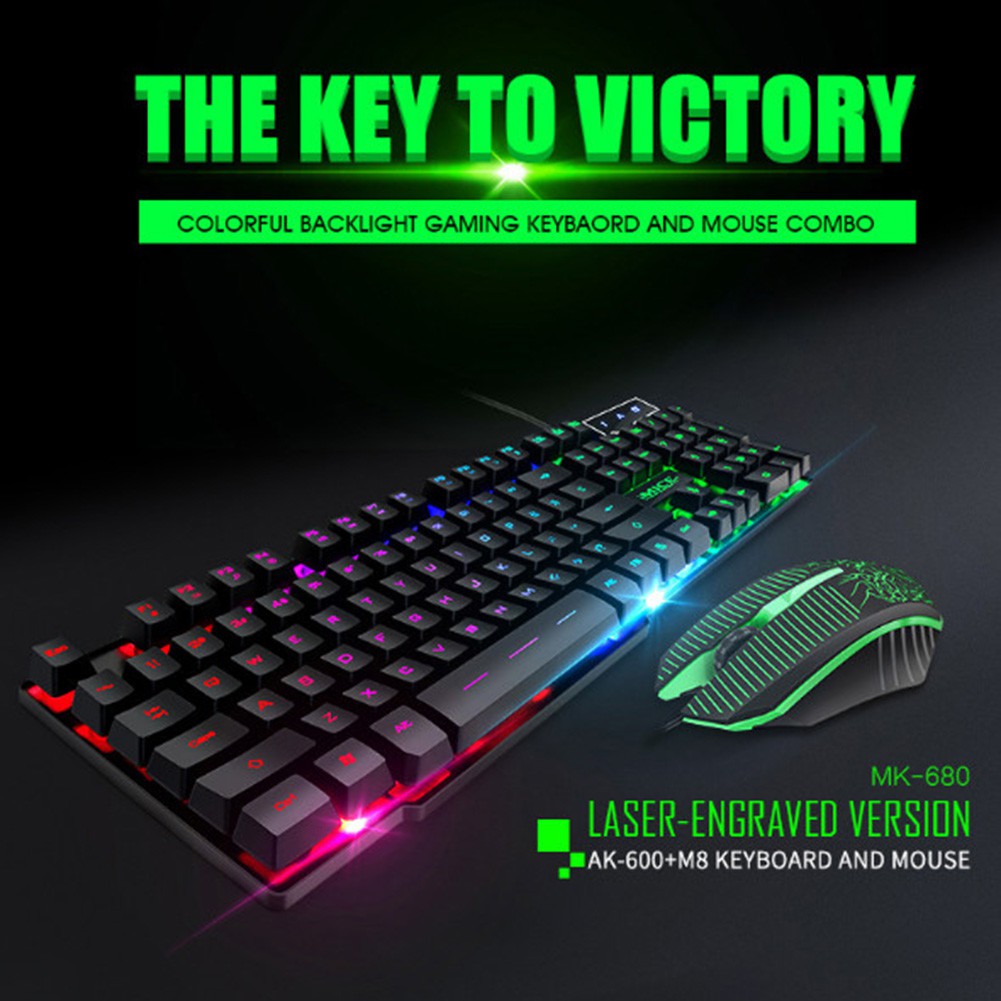 THE KEY TO VICTORY
COLORFUL BACKLIGHT GAMING KEYBAORD AND MOUSE COMBO
MK-680
LASER-ENGRAVED VERSION
AK-600+M8 KEYBOARD AND MOUSE